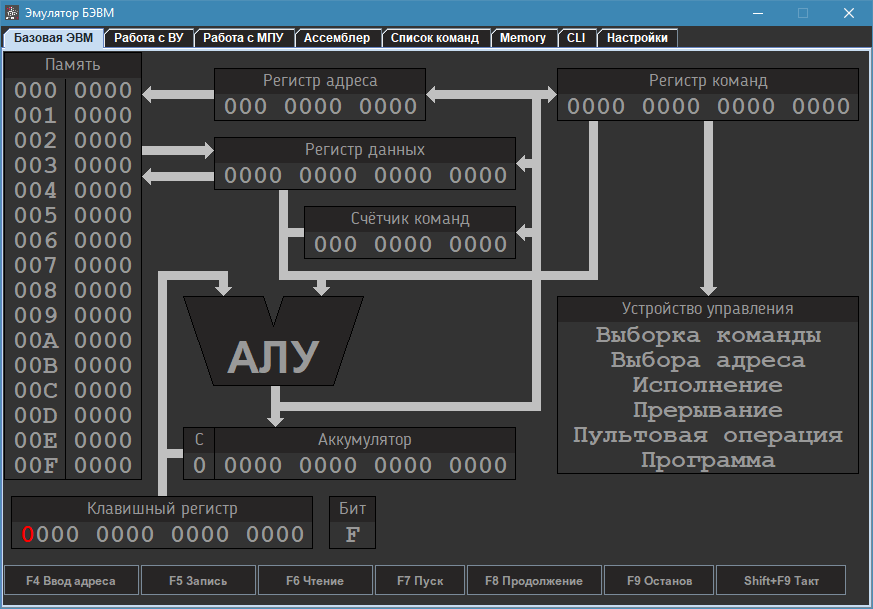 Эмулятор БЭВМ
Базовая ЭВМ Работа с ВУ Работа с МПУ Ассемблер Список команд Memory CLI Настройки
Память
000 0000
001 0000
002 0000
003 0000
004 0000
005 0000
006 0000
007 0000
008 0000
009 0000
00A 0000
00B 0000
00C 0000
00D 0000
00E 0000
00F 0000
Регистр адреса
000 0000 0000
Регистр команд
0000 0000 0000 0000
Регистр данных
0000 0000 0000 0000
Счётчик команд
000 0000 0000
АЛУ
Устройство управления
Выборка команды
Выбора адреса
Исполнение
Прерывание
Пультовая операция
Программа
С Аккумулятор
0 0000 0000 0000 0000
Клавишный регистр
0000 0000 0000 0000
Бит
F
F4 Ввод адреса F5 Запись F6 Чтение F7 Пуск F8 Продолжение F9 Останов Shift+F9 Такт